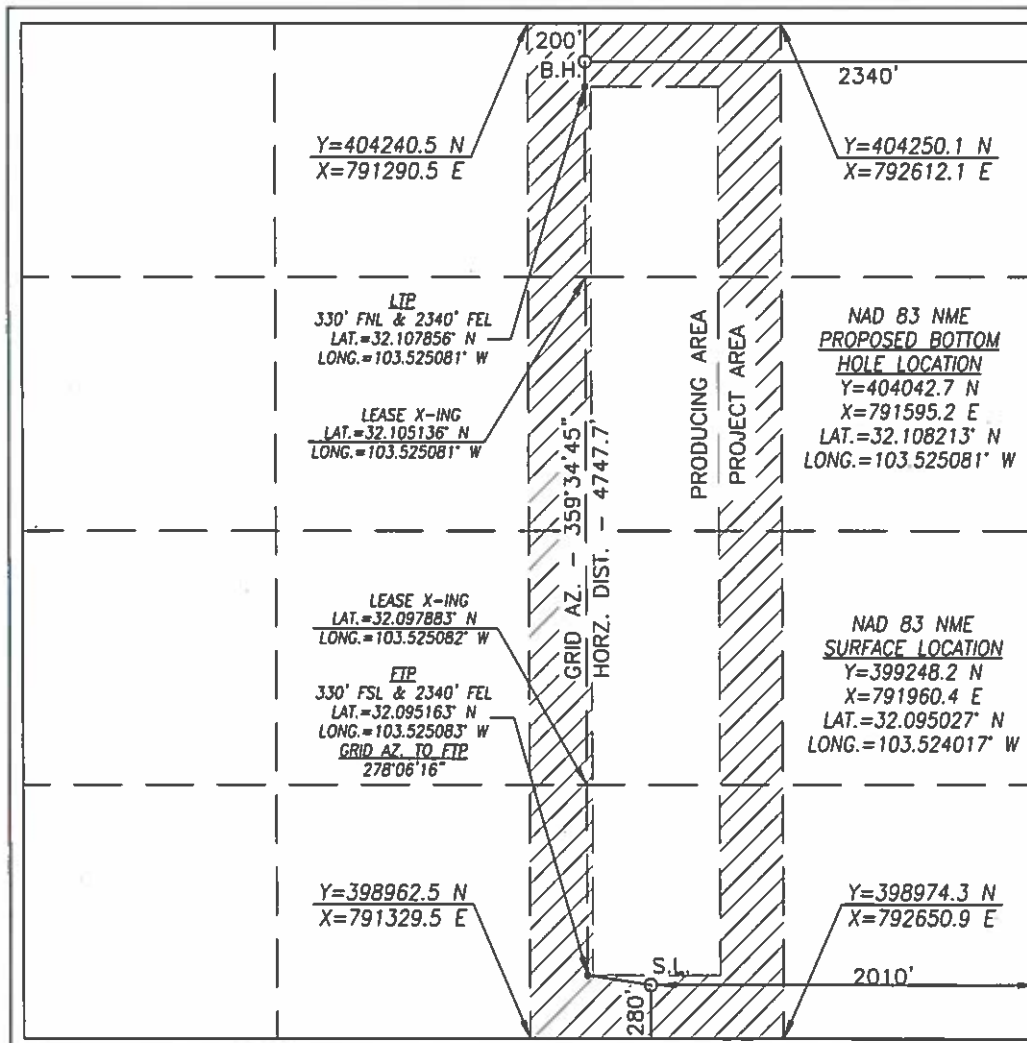 200'
B.H.
2340'
Y=404240.5 N
X=791290.5 E
Y=404250.1 N
X=792612.1 E
LTP
330' FNL & 2340' FEL
LAT.=32.107856° N
LONG.=103.525081° W
LEASE X-ING
LAT.=32.105136° N
LONG.=103.525081° W
GRID AZ. - 359°34'45"
HORZ. DIST. - 4747.7'
PRODUCING AREA
PROJECT AREA
NAD 83 NME
PROPOSED BOTTOM
HOLE LOCATION
Y=404042.7 N
X=791595.2 E
LAT.=32.108213° N
LONG.=103.525081° W
LEASE X-ING
LAT.=32.097883° N
LONG.=103.525082° W
FTP
330' FSL & 2340' FEL
LAT.=32.095163° N
LONG.=103.525083° W
GRID AZ. TO FTP
278°06'16"
NAD 83 NME
SURFACE LOCATION
Y=399248.2 N
X=791960.4 E
LAT.=32.095027° N
LONG.=103.524017° W
Y=398962.5 N
X=791329.5 E
Y=398974.3 N
X=792650.9 E
S.L.
2010'
280'